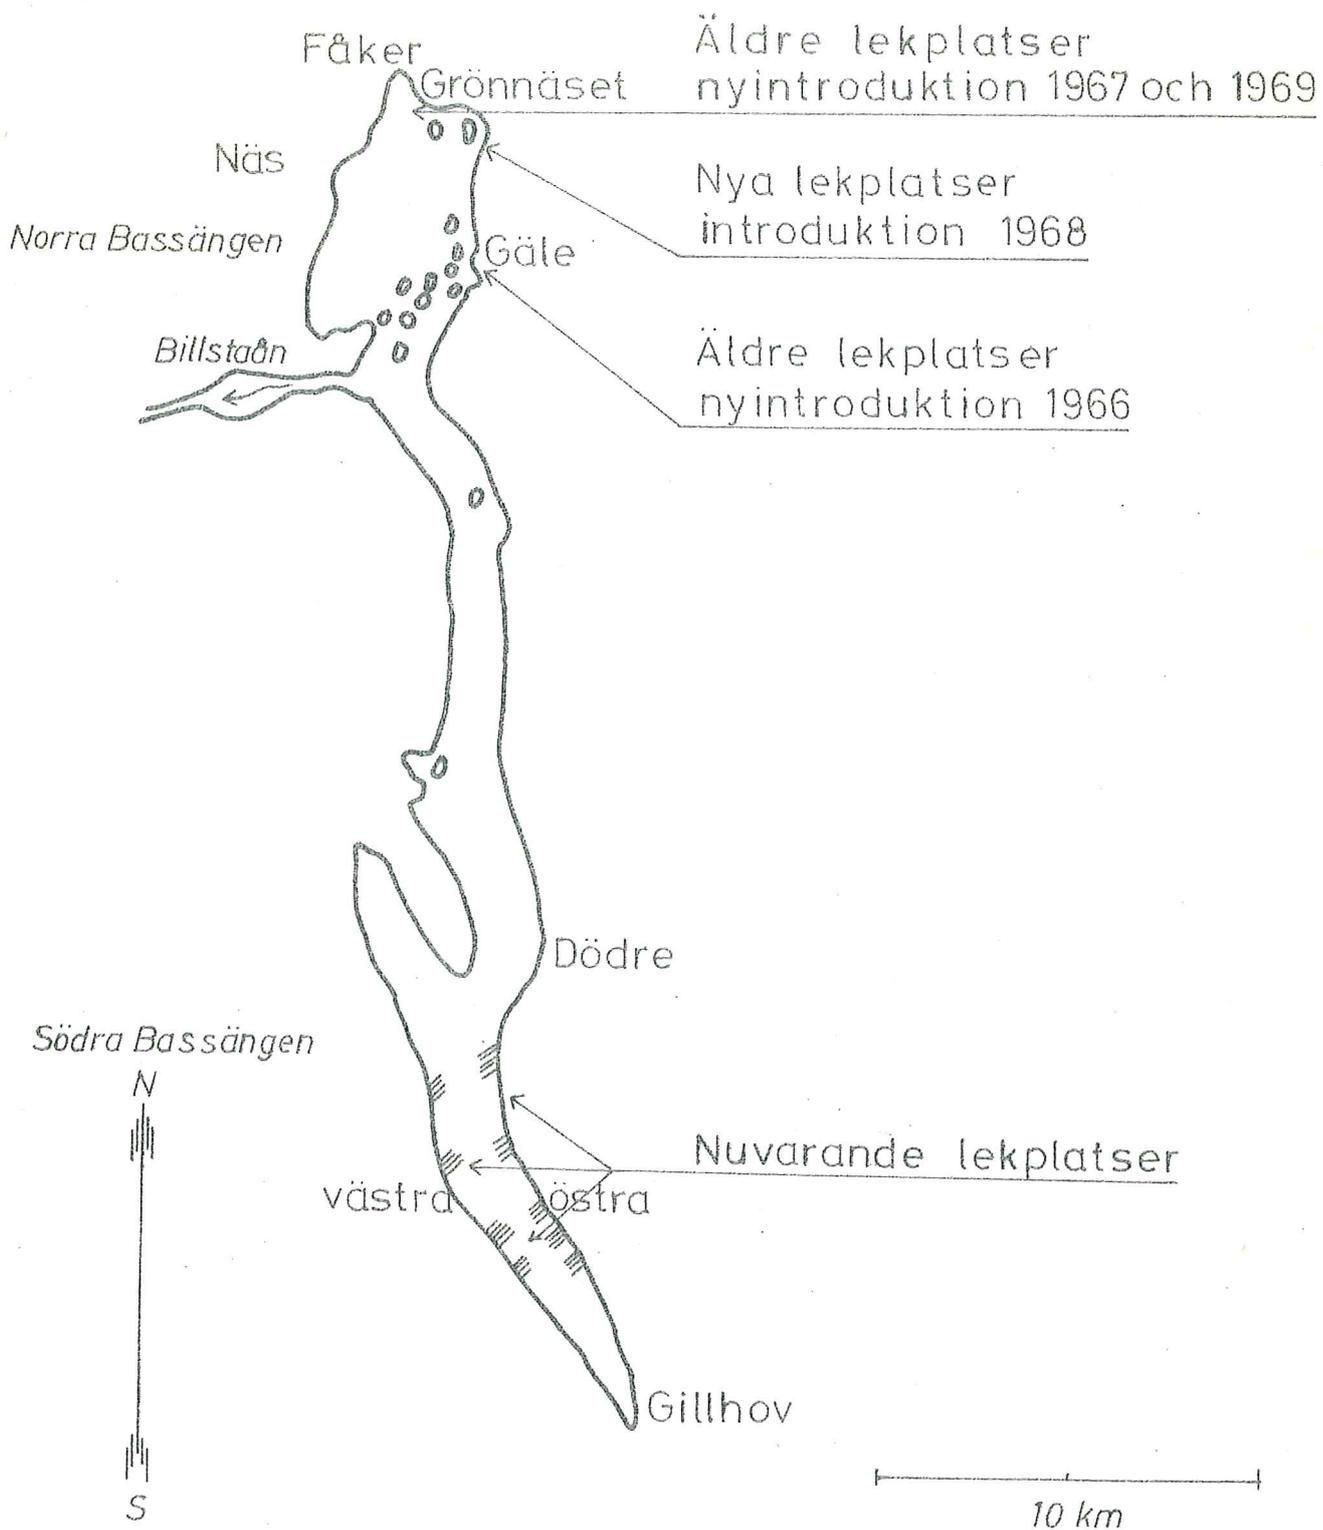 Fåker
Äldre lekplatser
Grönnäset
nyintroduktion 1967 och 1969
Näs
Nya lekplatser
introduktion 1968
Norra Bassängen
Gäle
Billstaån
Äldre lekplatser
nyintroduktion 1966
Dödre
Södra Bassängen
N
Nuvarande lekplatser
västra
östra
Gillhov
S
10 km